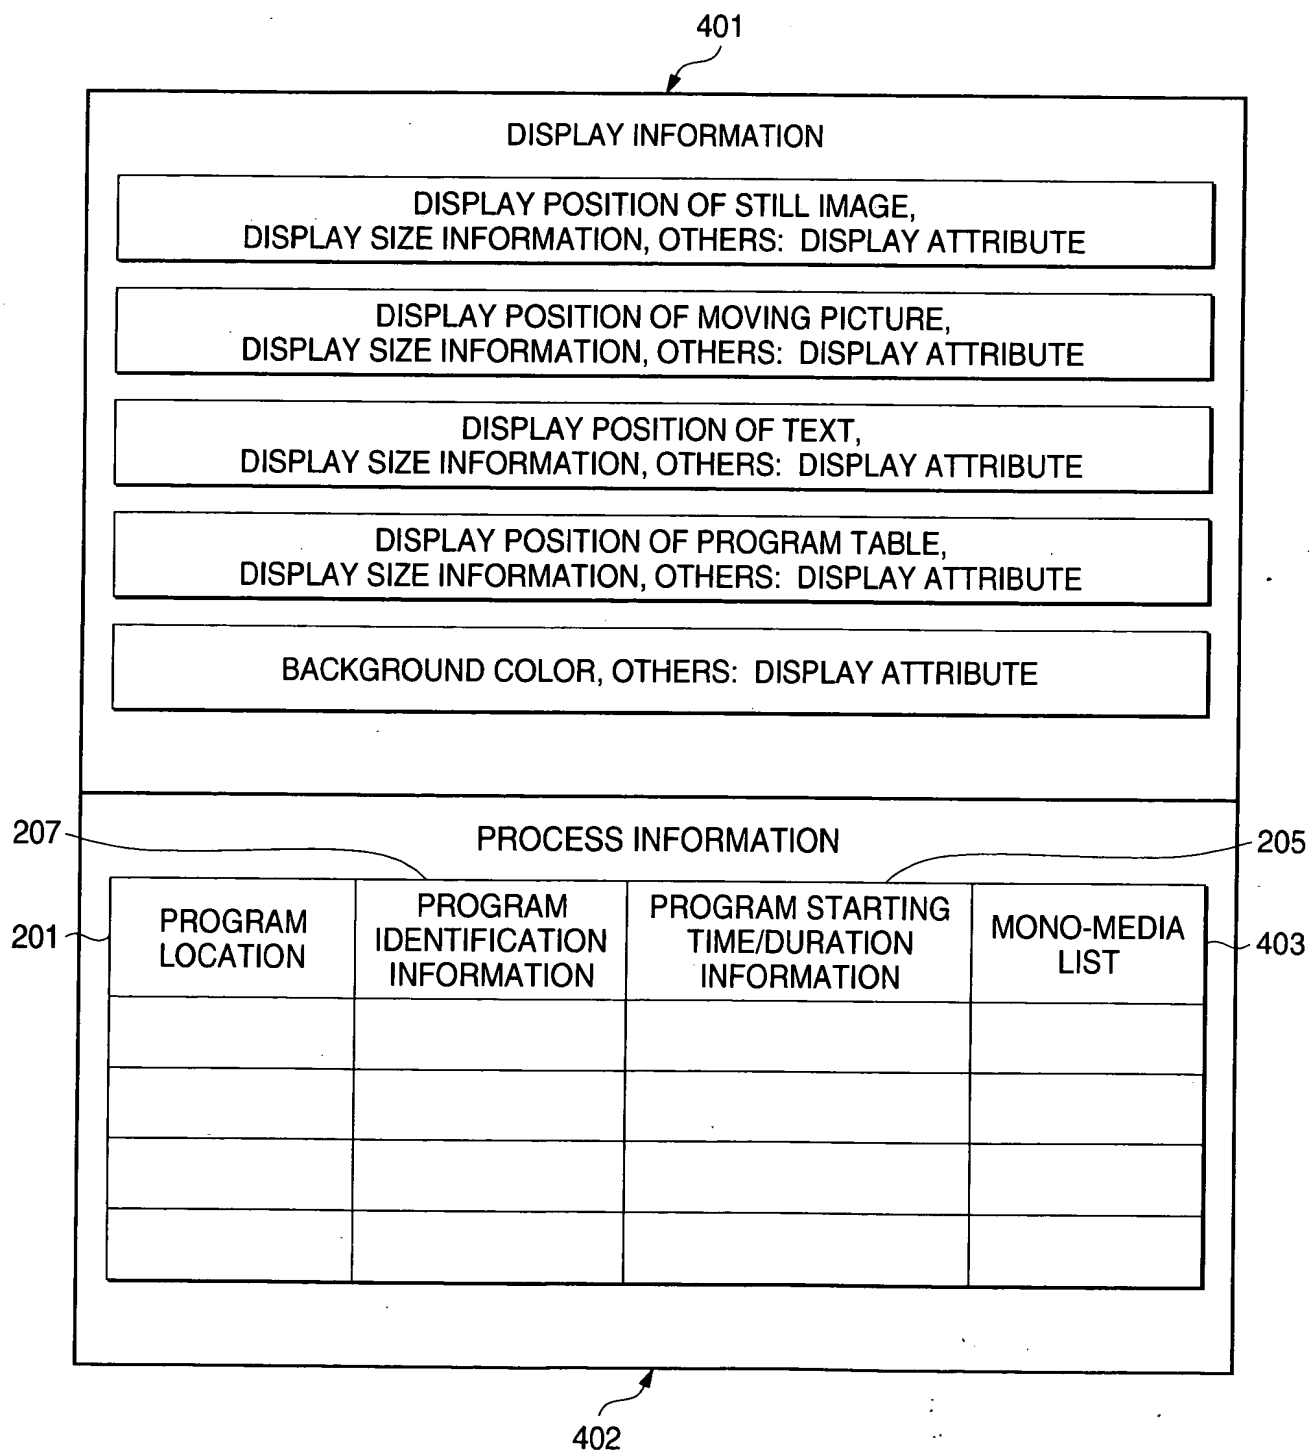 401
DISPLAY INFORMATION
DISPLAY POSITION OF STILL IMAGE,
DISPLAY SIZE INFORMATION, OTHERS: DISPLAY ATTRIBUTE
DISPLAY POSITION OF MOVING PICTURE,
DISPLAY SIZE INFORMATION, OTHERS: DISPLAY ATTRIBUTE
DISPLAY POSITION OF TEXT,
DISPLAY SIZE INFORMATION, OTHERS: DISPLAY ATTRIBUTE
DISPLAY POSITION OF PROGRAM TABLE,
DISPLAY SIZE INFORMATION, OTHERS: DISPLAY ATTRIBUTE
BACKGROUND COLOR, OTHERS: DISPLAY ATTRIBUTE
207
PROCESS INFORMATION
205
201
PROGRAM
LOCATION
PROGRAM
IDENTIFICATION
INFORMATION
PROGRAM STARTING
TIME/DURATION
INFORMATION
MONO-MEDIA
LIST
403
402